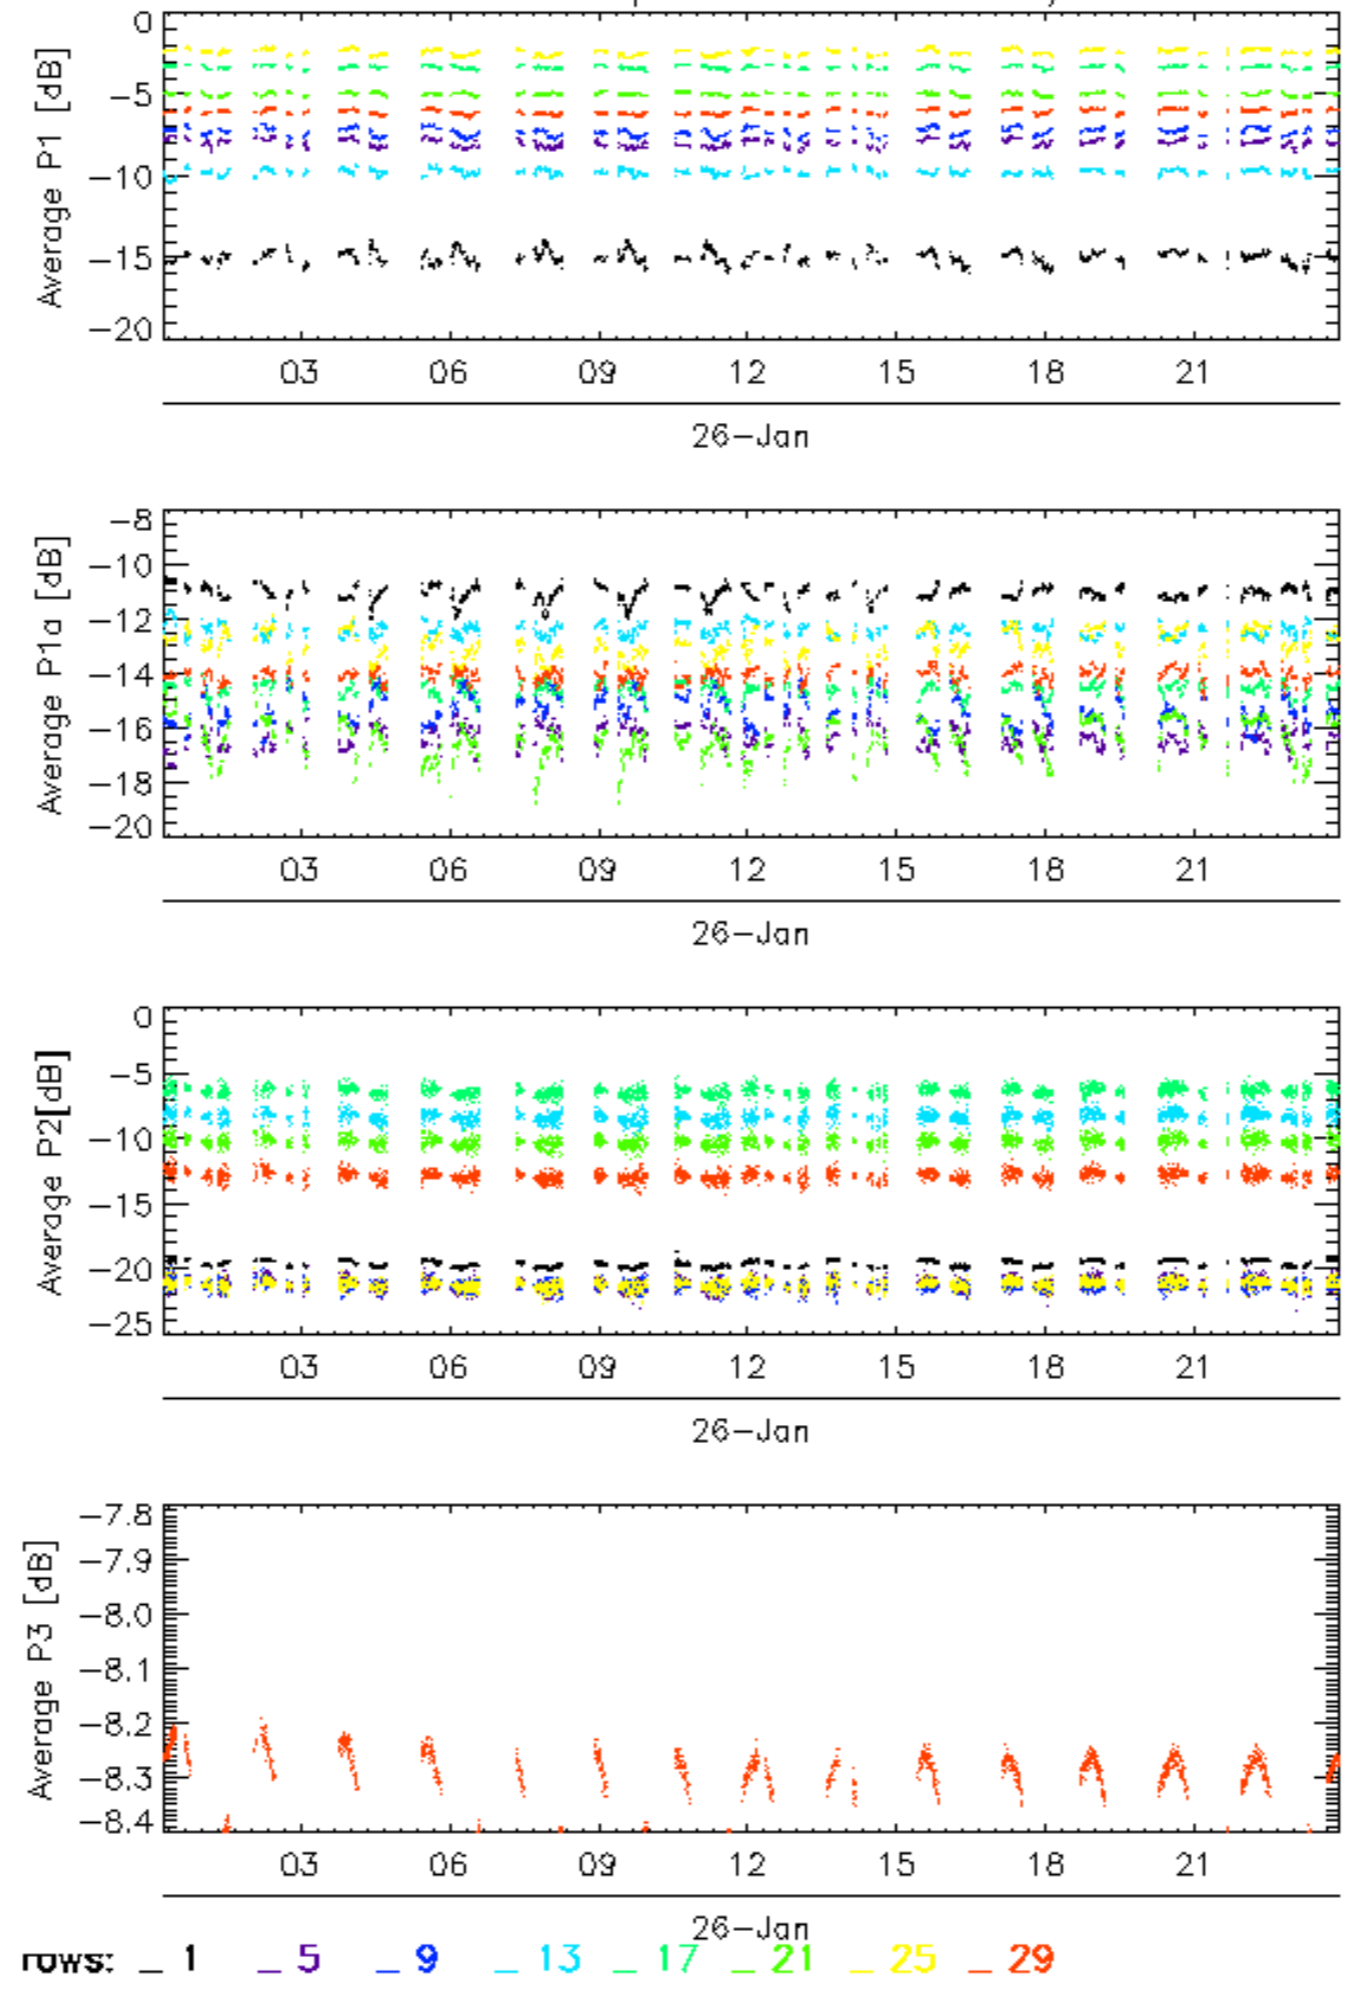 Average P1 [dB]
0
−5
−10
−15
−20
03 06 09 12 15 18 21
26−Jan
Average P1a [dB]
−8
−10
−12
−14
−16
−18
−20
03 06 09 12 15 18 21
26−Jan
Average P2[dB]
0
−5
−10
−15
−20
−25
03 06 09 12 15 18 21
26−Jan
Average P3 [dB]
−7.8
−7.9
−8.0
−8.1
−8.2
−8.3
−8.4
03 06 09 12 15 18 21
26−Jan
rows: _ 1 _ 5 _ 9 _ 13 _ 17 _ 21 _ 25 _ 29